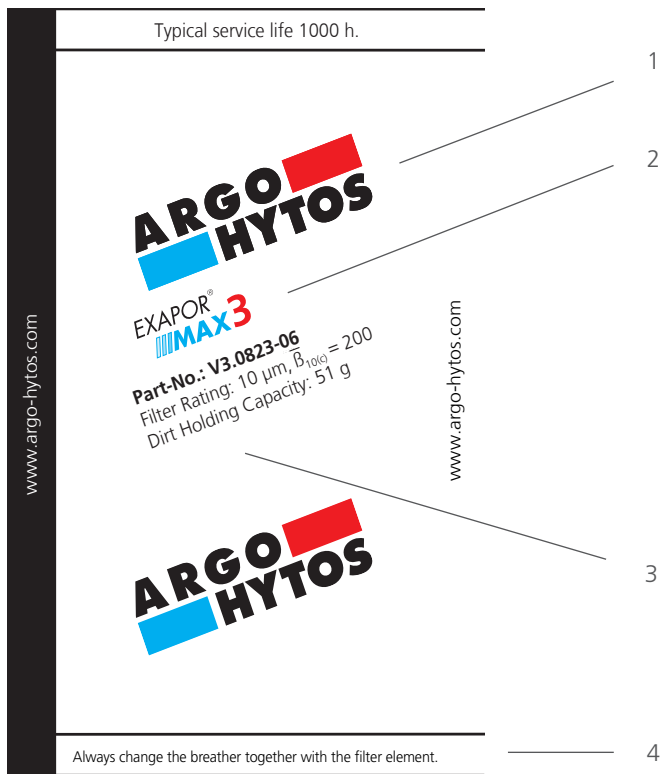 Typical service life 1000 h.
1
2
ARGO
HYTOS
EXAPOR®
MAX3
Part-No.: V3.0823-06
Filter Rating: 10 µm, β̅10(c) = 200
Dirt Holding Capacity: 51 g
www.argo-hytos.com
www.argo-hytos.com
3
ARGO
HYTOS
Always change the breather together with the filter element.
4